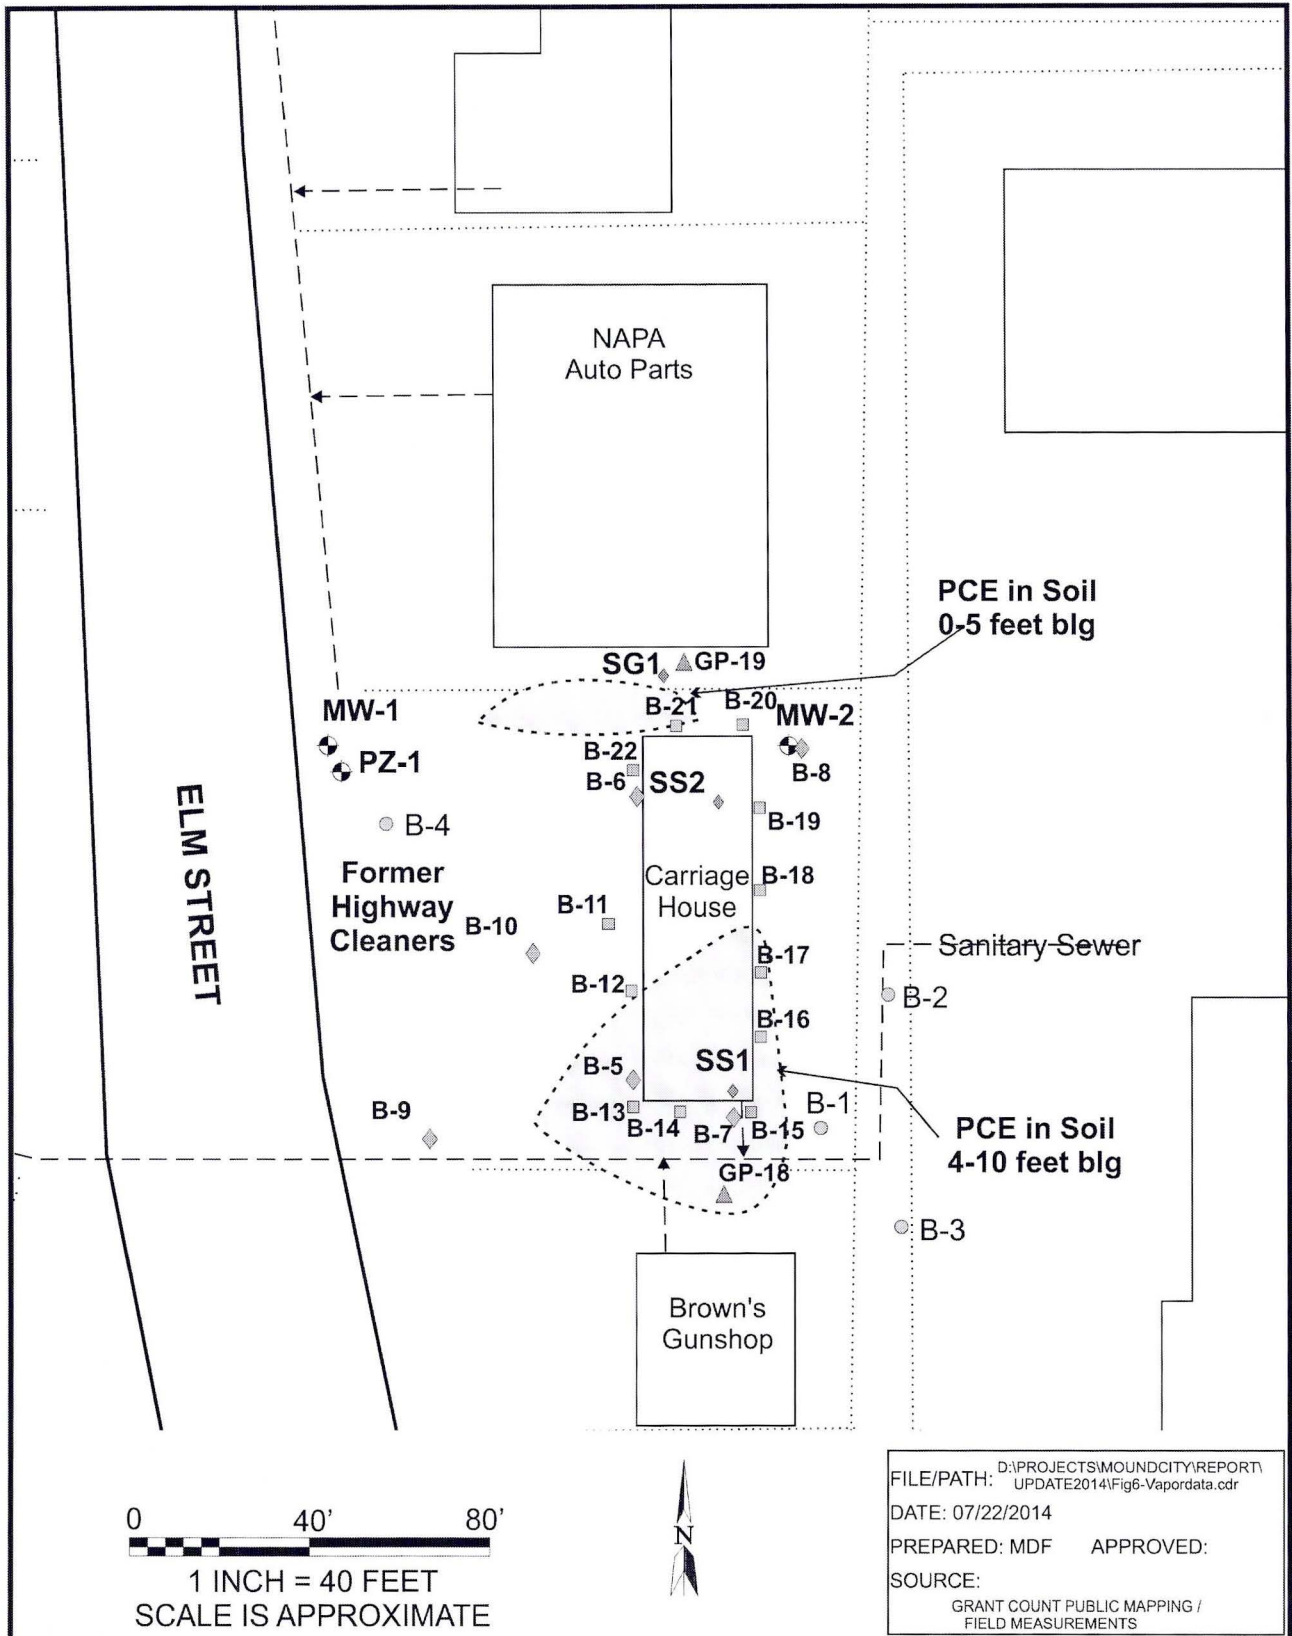 NAPA
Auto Parts
PCE in Soil
0-5 feet blg
SG1
GP-19
B-21
B-20
MW-1
MW-2
PZ-1
B-22
B-6
SS2
B-8
B-4
B-19
ELM STREET
Former
Highway
Cleaners
Carriage
House
B-18
B-11
B-10
B-17
Sanitary Sewer
B-12
B-2
B-16
SS1
B-5
B-9
B-13
B-14
B-7
B-15
B-1
PCE in Soil
4-10 feet blg
GP-18
B-3
Brown's
Gunshop
0 40' 80'
1 INCH = 40 FEET
SCALE IS APPROXIMATE
N
FILE/PATH: D:\PROJECTS\MOUNDCITY\REPORT\
UPDATE2014\Fig6-Vapordata.cdr
DATE: 07/22/2014
PREPARED: MDF APPROVED:
SOURCE:
GRANT COUNT PUBLIC MAPPING /
FIELD MEASUREMENTS